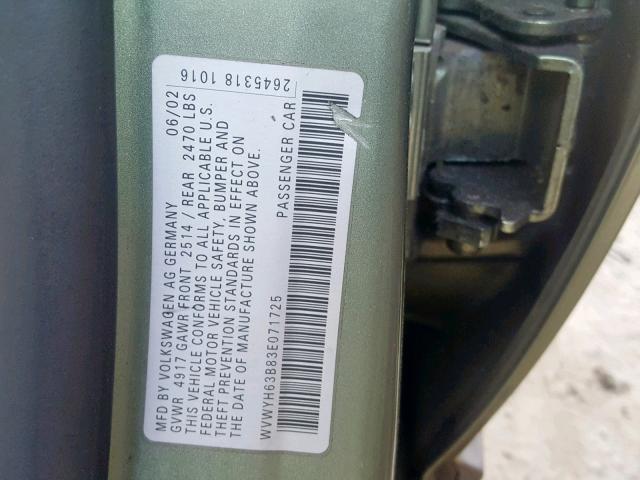 MFD BY VOLKSWAGEN AG GERMANY 06/02
GVWR 4917 GAWR FRONT 2514 / REAR 2470 LBS
THIS VEHICLE CONFORMS TO ALL APPLICABLE U.S.
FEDERAL MOTOR VEHICLE SAFETY, BUMPER AND
THEFT PREVENTION STANDARDS IN EFFECT ON
THE DATE OF MANUFACTURE SHOWN ABOVE.
WVWYH63B83E071725 PASSENGER CAR
2645318 1016